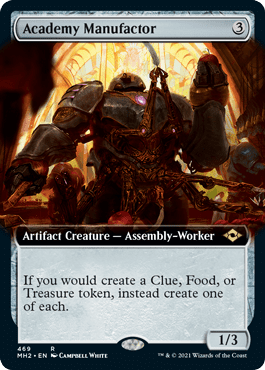 Academy Manufactor 3
Artifact Creature — Assembly-Worker
If you would create a Clue, Food, or
Treasure token, instead create one
of each.
1/3
469 R
MH2 • EN CAMPBELL WHITE ™ & © 2021 Wizards of the Coast